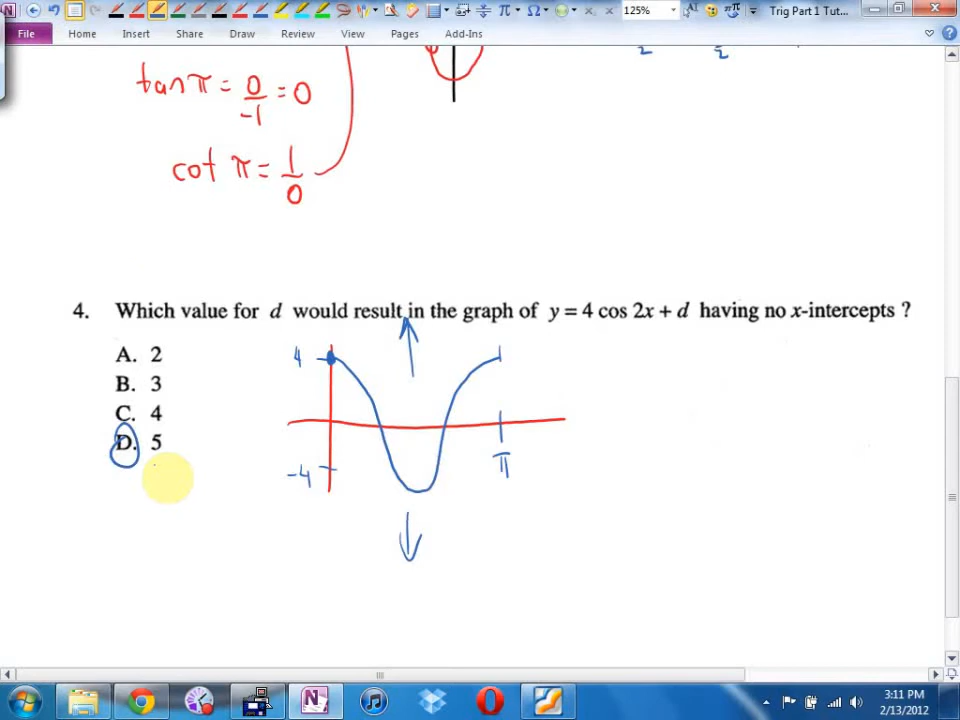 125%
Trig Part 1 Tut...
File Home Insert Share Draw Review View Pages Add-Ins
tan π = 0/-1 = 0
cot π = 1/0
2 2
4. Which value for d would result in the graph of y = 4 cos 2x + d having no x-intercepts ?
A. 2
B. 3
C. 4
D. 5
4
-4
π
3:11 PM
2/13/2012